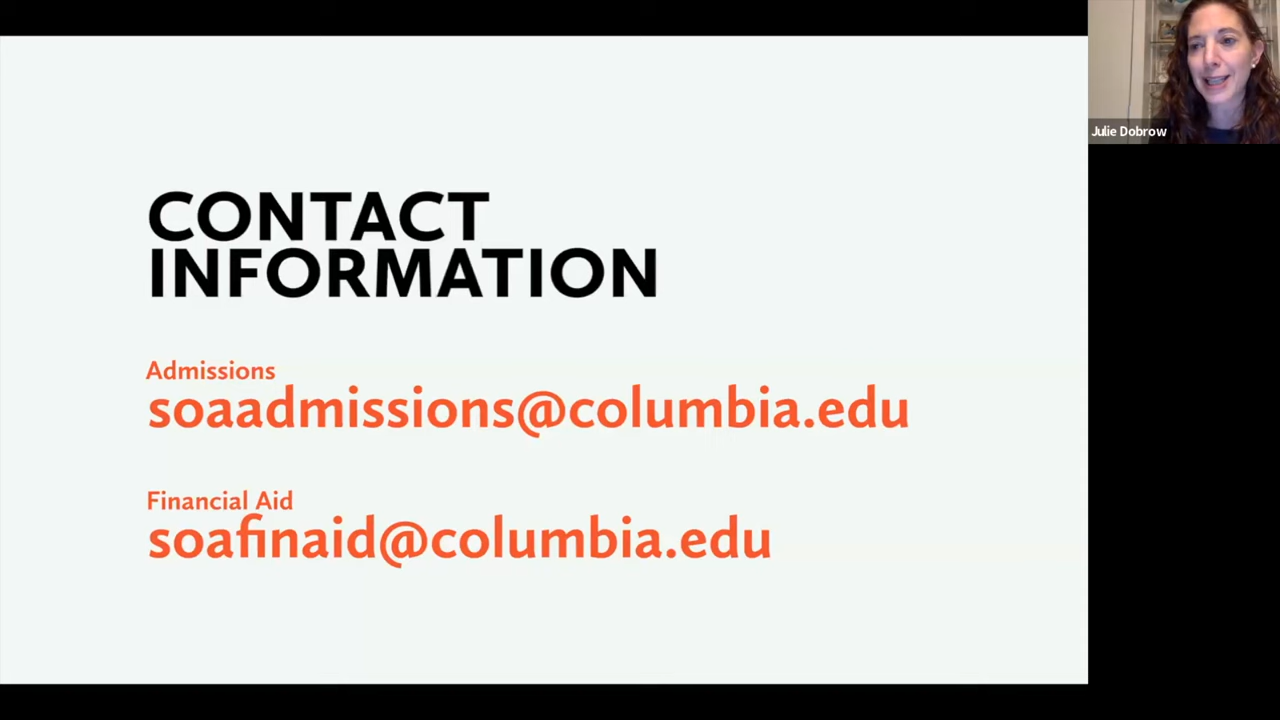 CONTACT
INFORMATION
Admissions
soaadmissions@columbia.edu
Financial Aid
soafinaid@columbia.edu
Julie Dobrow